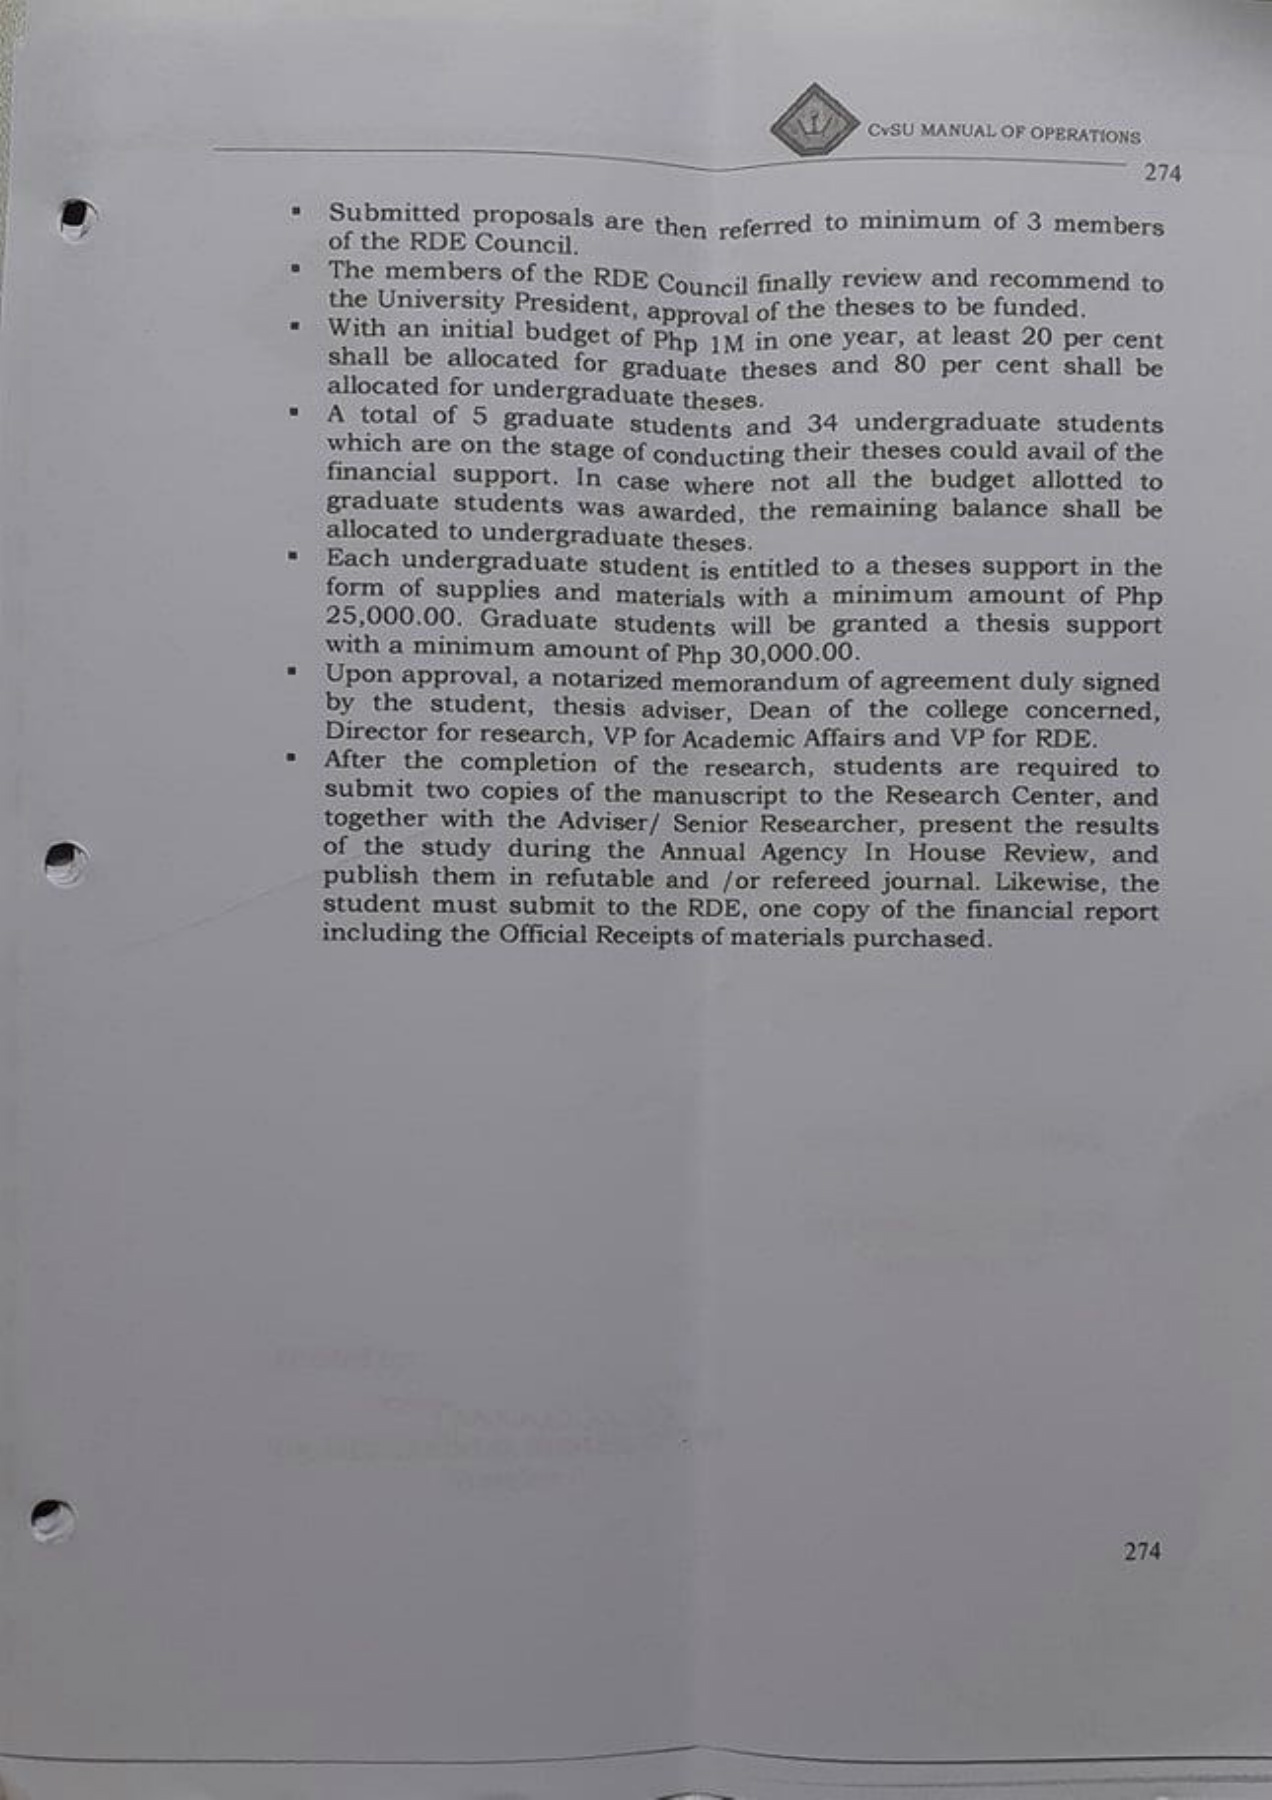 CvSU MANUAL OF OPERATIONS
274
▪ Submitted proposals are then referred to minimum of 3 members
of the RDE Council.
▪ The members of the RDE Council finally review and recommend to
the University President, approval of the theses to be funded.
▪ With an initial budget of Php 1M in one year, at least 20 per cent
shall be allocated for graduate theses and 80 per cent shall be
allocated for undergraduate theses.
▪ A total of 5 graduate students and 34 undergraduate students
which are on the stage of conducting their theses could avail of the
financial support. In case where not all the budget allotted to
graduate students was awarded, the remaining balance shall be
allocated to undergraduate theses.
▪ Each undergraduate student is entitled to a theses support in the
form of supplies and materials with a minimum amount of Php
25,000.00. Graduate students will be granted a thesis support
with a minimum amount of Php 30,000.00.
▪ Upon approval, a notarized memorandum of agreement duly signed
by the student, thesis adviser, Dean of the college concerned,
Director for research, VP for Academic Affairs and VP for RDE.
▪ After the completion of the research, students are required to
submit two copies of the manuscript to the Research Center, and
together with the Adviser/ Senior Researcher, present the results
of the study during the Annual Agency In House Review, and
publish them in refutable and /or refereed journal. Likewise, the
student must submit to the RDE, one copy of the financial report
including the Official Receipts of materials purchased.
274